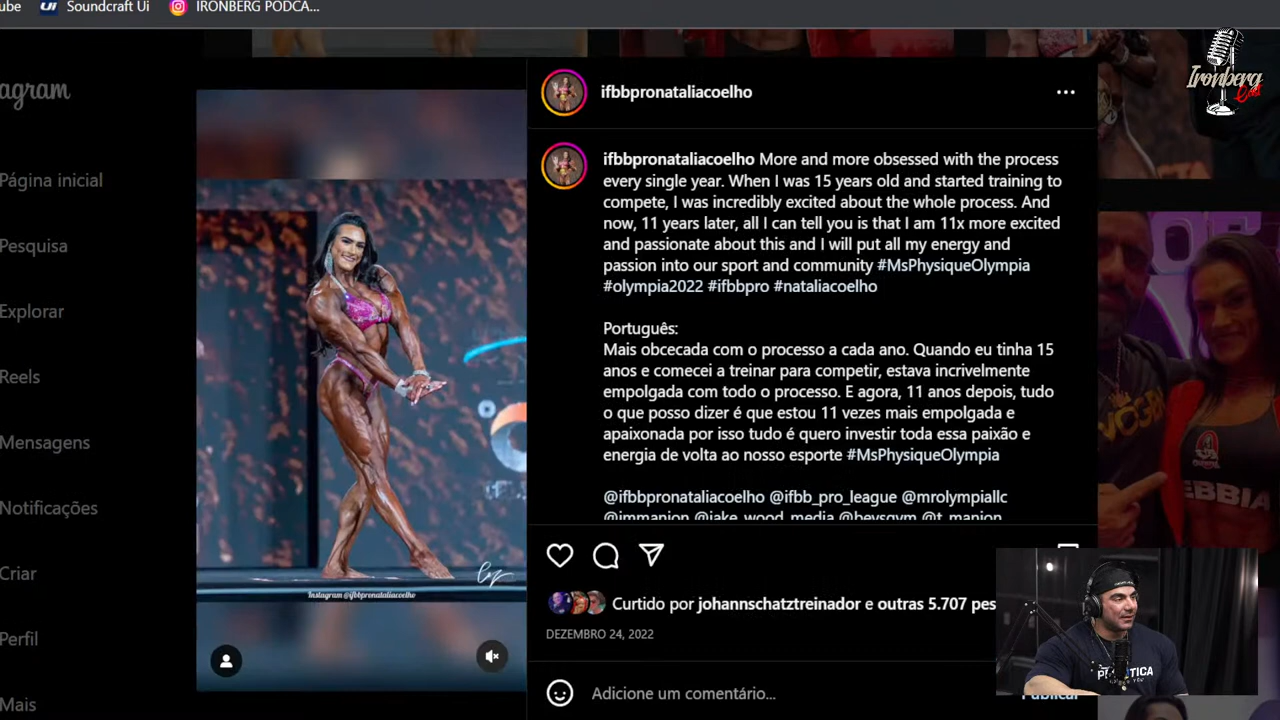 ube Soundcraft Ui IRONBERG PODCA...
Ironberg
Cast
agram
ifbbpronataliacoelho
Página inicial
Pesquisa
Explorar
Reels
Mensagens
Notificações
Criar
Perfil
Mais
ifbbpronataliacoelho More and more obsessed with the process
every single year. When I was 15 years old and started training to
compete, I was incredibly excited about the whole process. And
now, 11 years later, all I can tell you is that I am 11x more excited
and passionate about this and I will put all my energy and
passion into our sport and community #MsPhysiqueOlympia
#olympia2022 #ifbbpro #nataliacoelho
Português:
Mais obcecada com o processo a cada ano. Quando eu tinha 15
anos e comecei a treinar para competir, estava incrivelmente
empolgada com todo o processo. E agora, 11 anos depois, tudo
o que posso dizer é que estou 11 vezes mais empolgada e
apaixonada por isso tudo é quero investir toda essa paixão e
energia de volta ao nosso esporte #MsPhysiqueOlympia
@ifbbpronataliacoelho @ifbb_pro_league @mrolympiallc
@jmmanion @jake_wood_media @bevsgym @t_manion
Instagram @ifbbpronataliacoelho
EBBIA
Curtido por johannschatztreinador e outras 5.707 pes
DEZEMBRO 24, 2022
Adicione um comentário...
Publicar